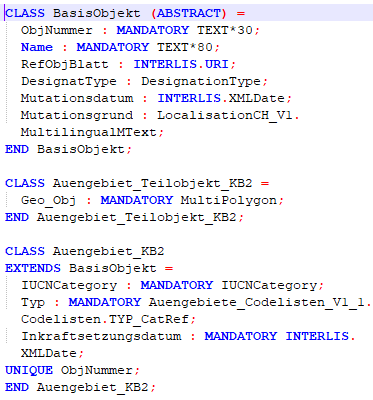 CLASS BasisObjekt (ABSTRACT) =
ObjNummer : MANDATORY TEXT*30;
Name : MANDATORY TEXT*80;
RefObjBlatt : INTERLIS.URI;
DesignatType : DesignationType;
Mutationsdatum : INTERLIS.XMLDate;
Mutationsgrund : LocalisationCH_V1.
MultilingualMText;
END BasisObjekt;

CLASS Auengebiet_Teilobjekt_KB2 =
Geo_Obj : MANDATORY MultiPolygon;
END Auengebiet_Teilobjekt_KB2;

CLASS Auengebiet_KB2
EXTENDS BasisObjekt =
IUCNCategory : MANDATORY IUCNCategory;
Typ : MANDATORY Auengebiete_Codelisten_V1_1.
Codelisten.TYP_CatRef;
Inkraftsetzungsdatum : MANDATORY INTERLIS.
XMLDate;
UNIQUE ObjNummer;
END Auengebiet_KB2;